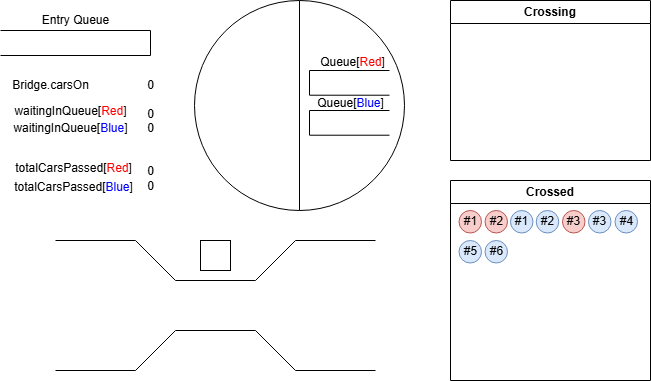 Entry Queue
Bridge.carsOn 0
waitingInQueue[Red] 0
waitingInQueue[Blue] 0
totalCarsPassed[Red] 0
totalCarsPassed[Blue] 0
Queue[Red]
Queue[Blue]
Crossing
Crossed
#1 #2 #1 #2 #3 #3 #4
#5 #6